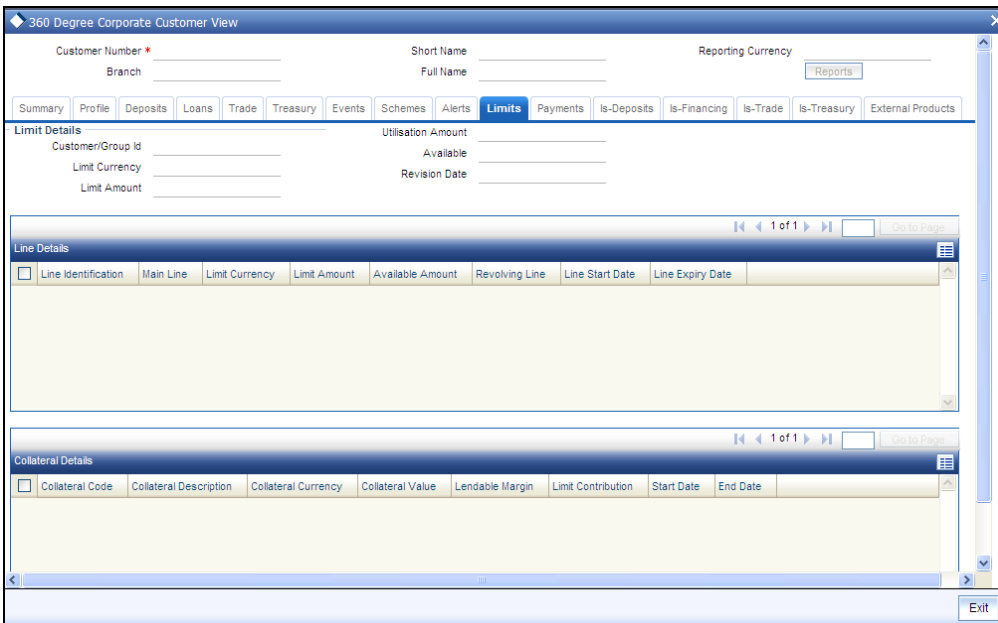 360 Degree Corporate Customer View
Customer Number * Short Name Reporting Currency
Branch Full Name Reports
Summary Profile Deposits Loans Trade Treasury Events Schemes Alerts Limits Payments Is-Deposits Is-Financing Is-Trade Is-Treasury External Products
Limit Details Utilisation Amount
Customer/Group Id Available
Limit Currency Revision Date
Limit Amount
1 of 1 Go to Page
Line Details
Line Identification Main Line Limit Currency Limit Amount Available Amount Revolving Line Line Start Date Line Expiry Date
1 of 1 Go to Page
Collateral Details
Collateral Code Collateral Description Collateral Currency Collateral Value Lendable Margin Limit Contribution Start Date End Date
Exit